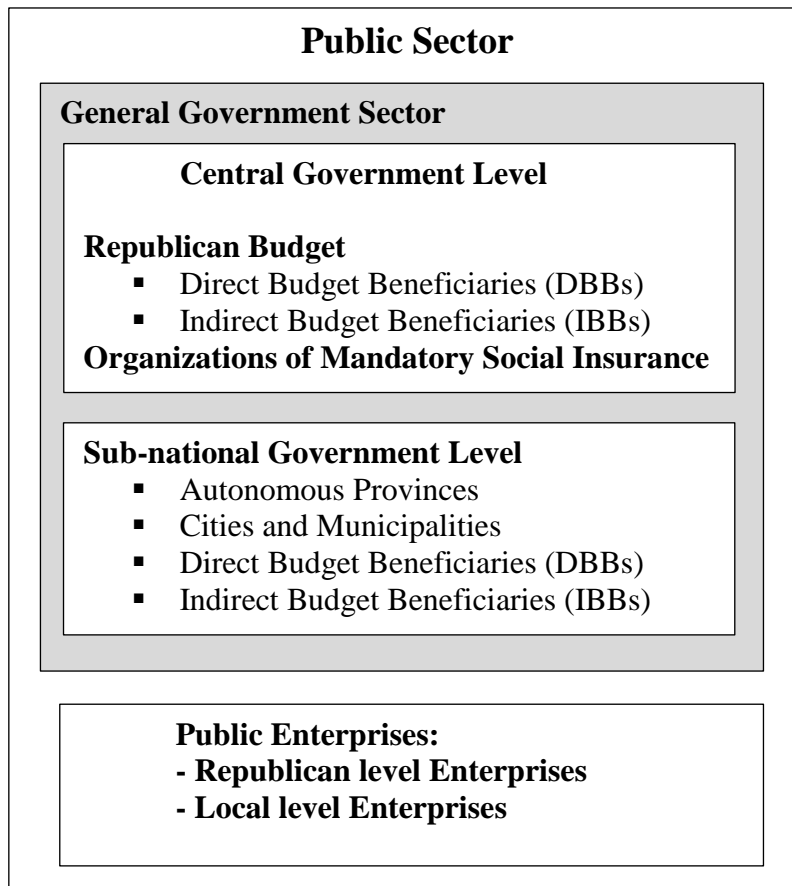 Public Sector
General Government Sector
Central Government Level
Republican Budget
▪ Direct Budget Beneficiaries (DBBs)
▪ Indirect Budget Beneficiaries (IBBs)
Organizations of Mandatory Social Insurance
Sub-national Government Level
▪ Autonomous Provinces
▪ Cities and Municipalities
▪ Direct Budget Beneficiaries (DBBs)
▪ Indirect Budget Beneficiaries (IBBs)
Public Enterprises:
- Republican level Enterprises
- Local level Enterprises